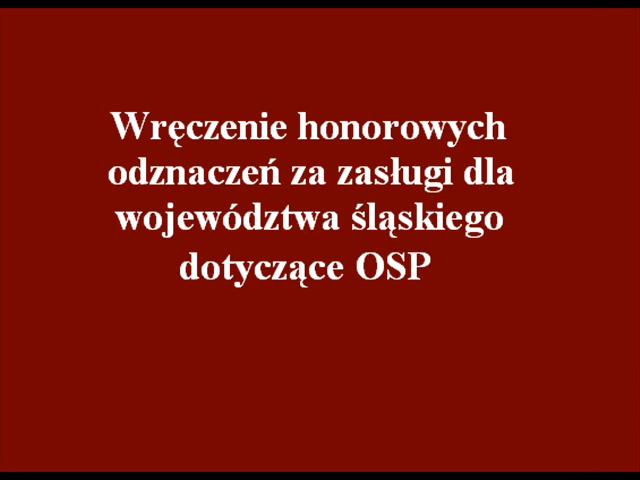 Wręczenie honorowych
odznaczeń za zasługi dla
województwa śląskiego
dotyczące OSP